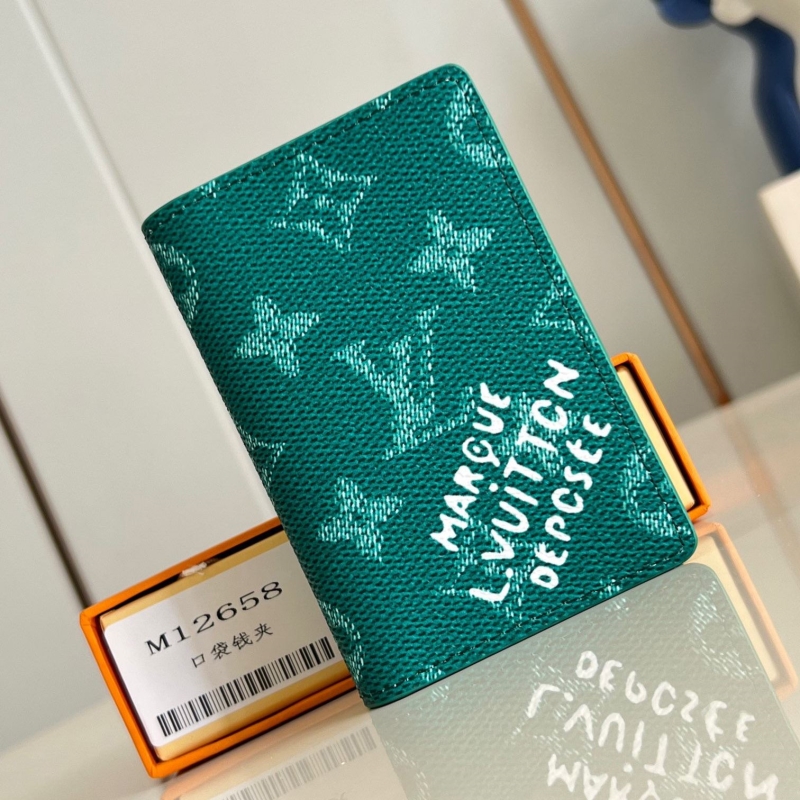 MARQUE
L.VUITTON
DEPOSEE
M12658
口袋钱夹